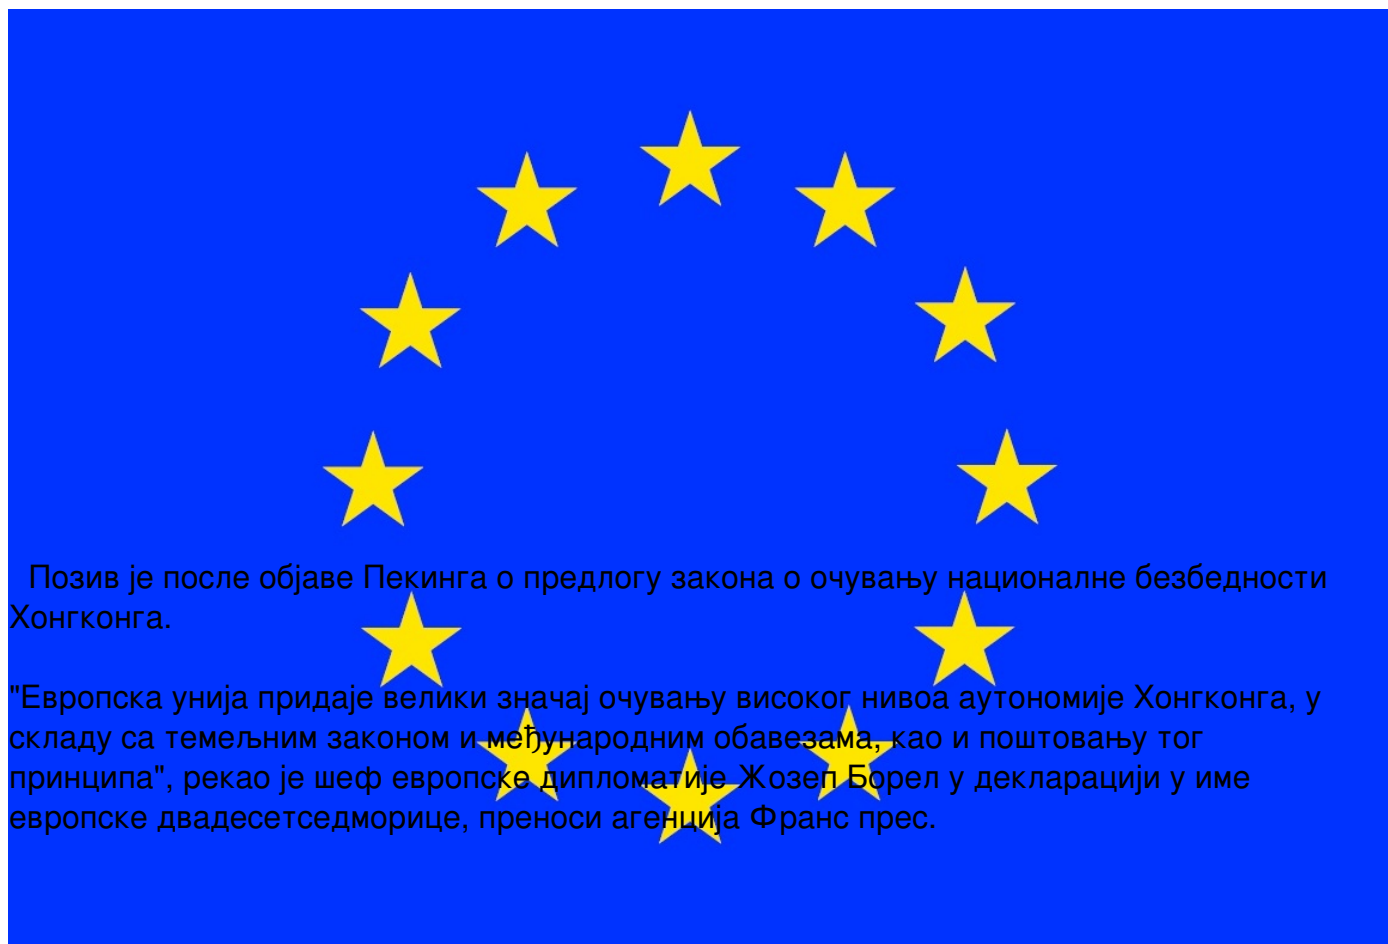 Позив је после објаве Пекинга о предлогу закона о очувању националне безбедности
Хонгконга.
"Европска унија придаје велики значај очувању високог нивоа аутономије Хонгконга, у
складу са темељним законом и међународним обавезама, као и поштовању тог
принципа", рекао је шеф европске дипломатије Жозеп Борел у декларацији у име
европске двадесетседморице, преноси агенција Франс прес.